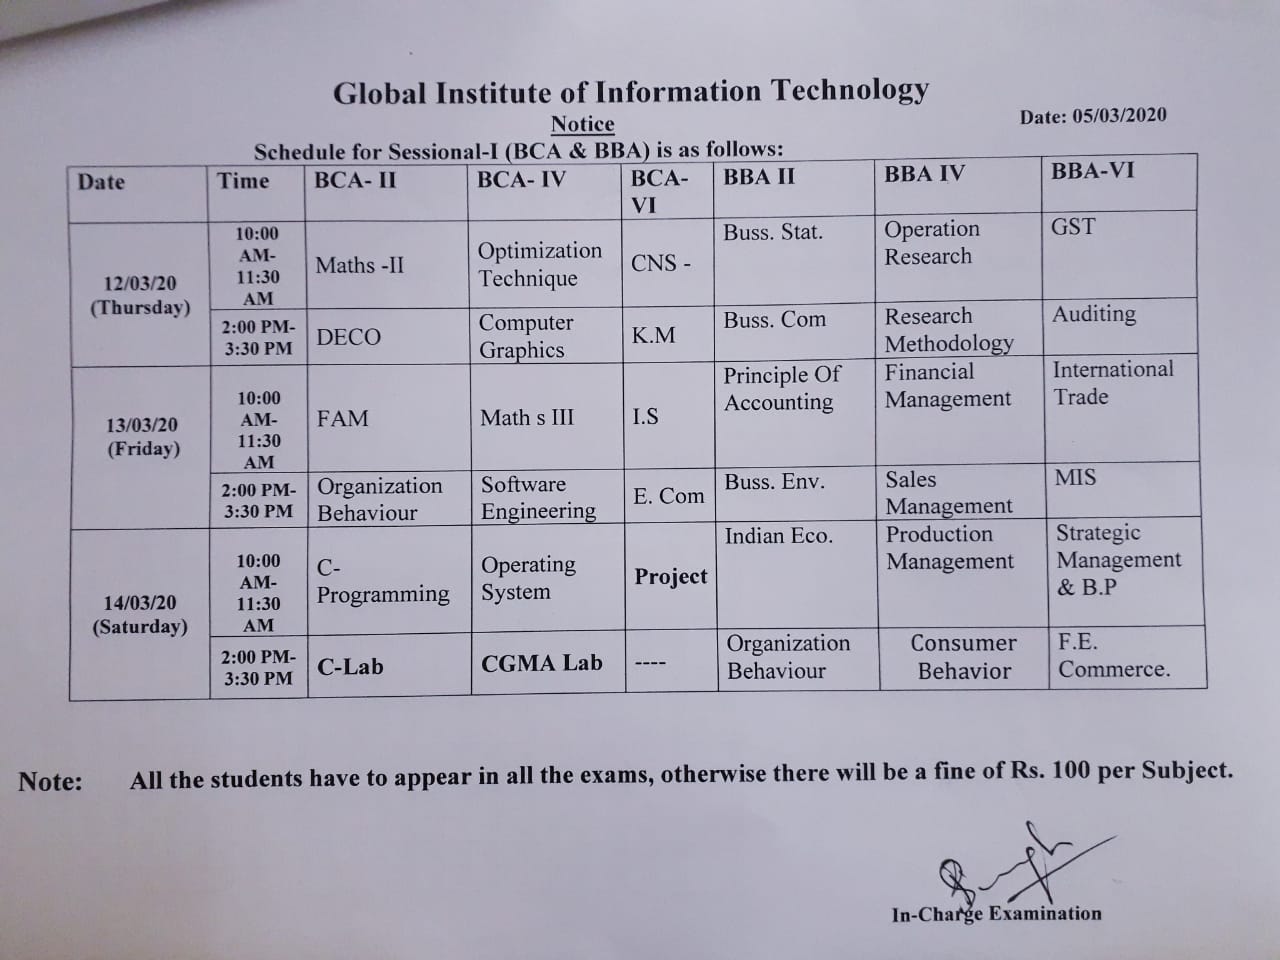 Global Institute of Information Technology
Notice
Date: 05/03/2020
Schedule for Sessional-I (BCA & BBA) is as follows:
Date Time BCA- II BCA- IV BCA-VI BBA II BBA IV BBA-VI
12/03/20 (Thursday) 10:00 AM-11:30 AM Maths -II Optimization Technique CNS - Buss. Stat. Operation Research GST
2:00 PM-3:30 PM DECO Computer Graphics K.M Buss. Com Research Methodology Auditing
13/03/20 (Friday) 10:00 AM-11:30 AM FAM Math s III I.S Principle Of Accounting Financial Management International Trade
2:00 PM-3:30 PM Organization Behaviour Software Engineering E. Com Buss. Env. Sales Management MIS
14/03/20 (Saturday) 10:00 AM-11:30 AM C-Programming Operating System Project Indian Eco. Production Management Strategic Management & B.P
2:00 PM-3:30 PM C-Lab CGMA Lab ---- Organization Behaviour Consumer Behavior F.E. Commerce.
Note: All the students have to appear in all the exams, otherwise there will be a fine of Rs. 100 per Subject.
In-Charge Examination